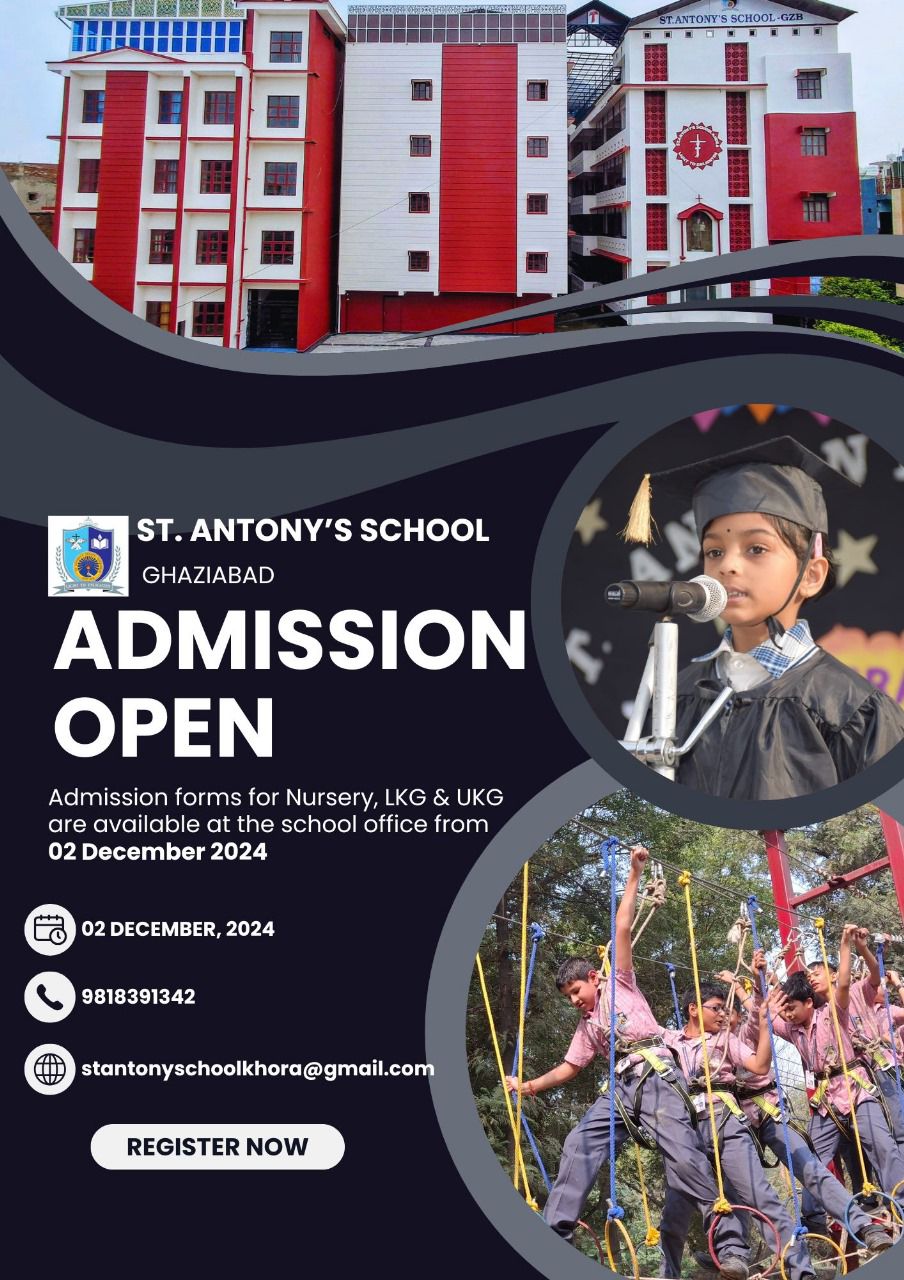 ST.ANTONY'S SCHOOL-GZB
ST. ANTONY'S SCHOOL
GHAZIABAD
ADMISSION
OPEN
Admission forms for Nursery, LKG & UKG
are available at the school office from
02 December 2024
02 DECEMBER, 2024
9818391342
stantonyschoolkhora@gmail.com
REGISTER NOW